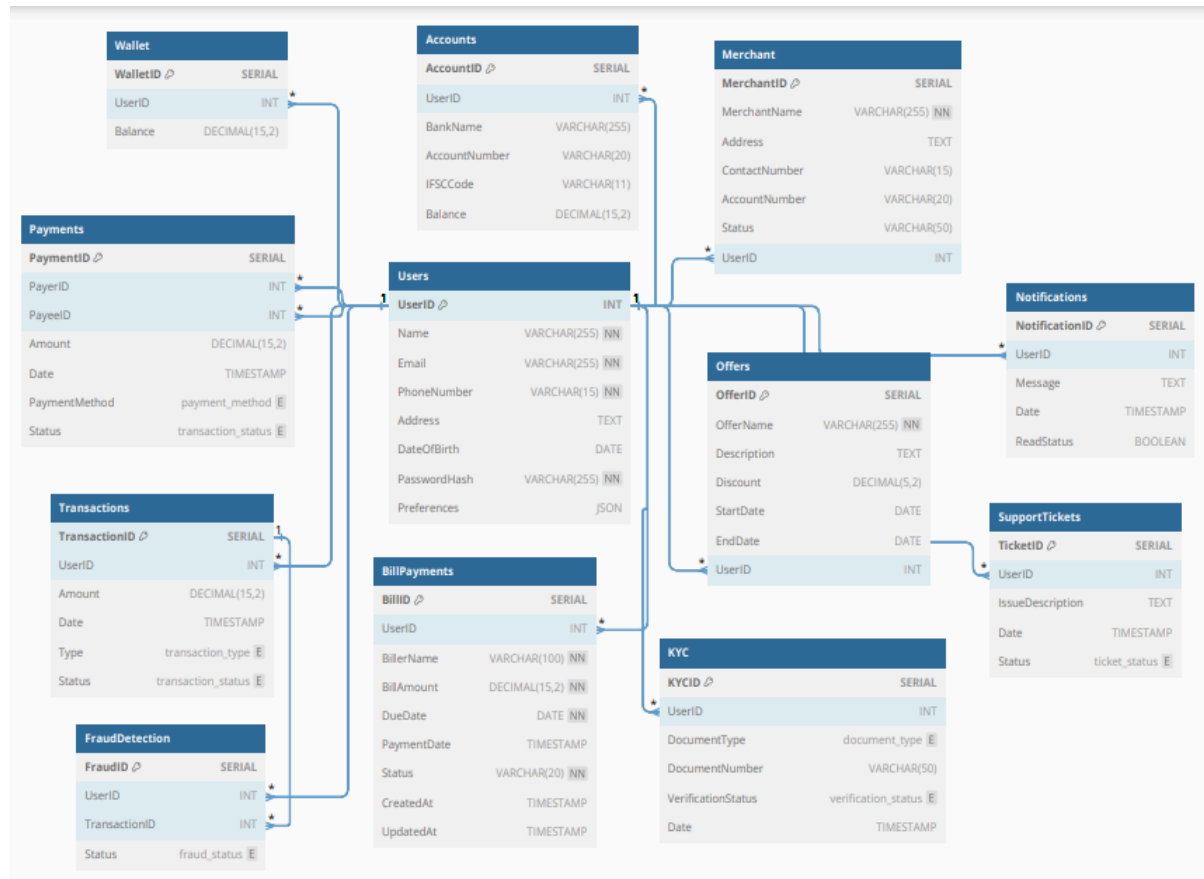 Wallet
WalletID SERIAL
UserID INT
Balance DECIMAL(15,2)
Accounts
AccountID SERIAL
UserID INT
BankName VARCHAR(255)
AccountNumber VARCHAR(20)
IFSCCode VARCHAR(11)
Balance DECIMAL(15,2)
Merchant
MerchantID SERIAL
MerchantName VARCHAR(255) NN
Address TEXT
ContactNumber VARCHAR(15)
AccountNumber VARCHAR(20)
Status VARCHAR(50)
UserID INT
Payments
PaymentID SERIAL
PayerID INT
PayeeID INT
Amount DECIMAL(15,2)
Date TIMESTAMP
PaymentMethod payment_method E
Status transaction_status E
Users
UserID INT
Name VARCHAR(255) NN
Email VARCHAR(255) NN
PhoneNumber VARCHAR(15) NN
Address TEXT
DateOfBirth DATE
PasswordHash VARCHAR(255) NN
Preferences JSON
Notifications
NotificationID SERIAL
UserID INT
Message TEXT
Date TIMESTAMP
ReadStatus BOOLEAN
Offers
OfferID SERIAL
OfferName VARCHAR(255) NN
Description TEXT
Discount DECIMAL(5,2)
StartDate DATE
EndDate DATE
UserID INT
Transactions
TransactionID SERIAL
UserID INT
Amount DECIMAL(15,2)
Date TIMESTAMP
Type transaction_type E
Status transaction_status E
SupportTickets
TicketID SERIAL
UserID INT
IssueDescription TEXT
Date TIMESTAMP
Status ticket_status E
BillPayments
BillID SERIAL
UserID INT
BillerName VARCHAR(100) NN
BillAmount DECIMAL(15,2) NN
DueDate DATE NN
PaymentDate TIMESTAMP
Status VARCHAR(20) NN
CreatedAt TIMESTAMP
UpdatedAt TIMESTAMP
KYC
KYCID SERIAL
UserID INT
DocumentType document_type E
DocumentNumber VARCHAR(50)
VerificationStatus verification_status E
Date TIMESTAMP
FraudDetection
FraudID SERIAL
UserID INT
TransactionID INT
Status fraud_status E
*
*
*
*
*
1
1
*
*
1
*
*
*
*
*
*